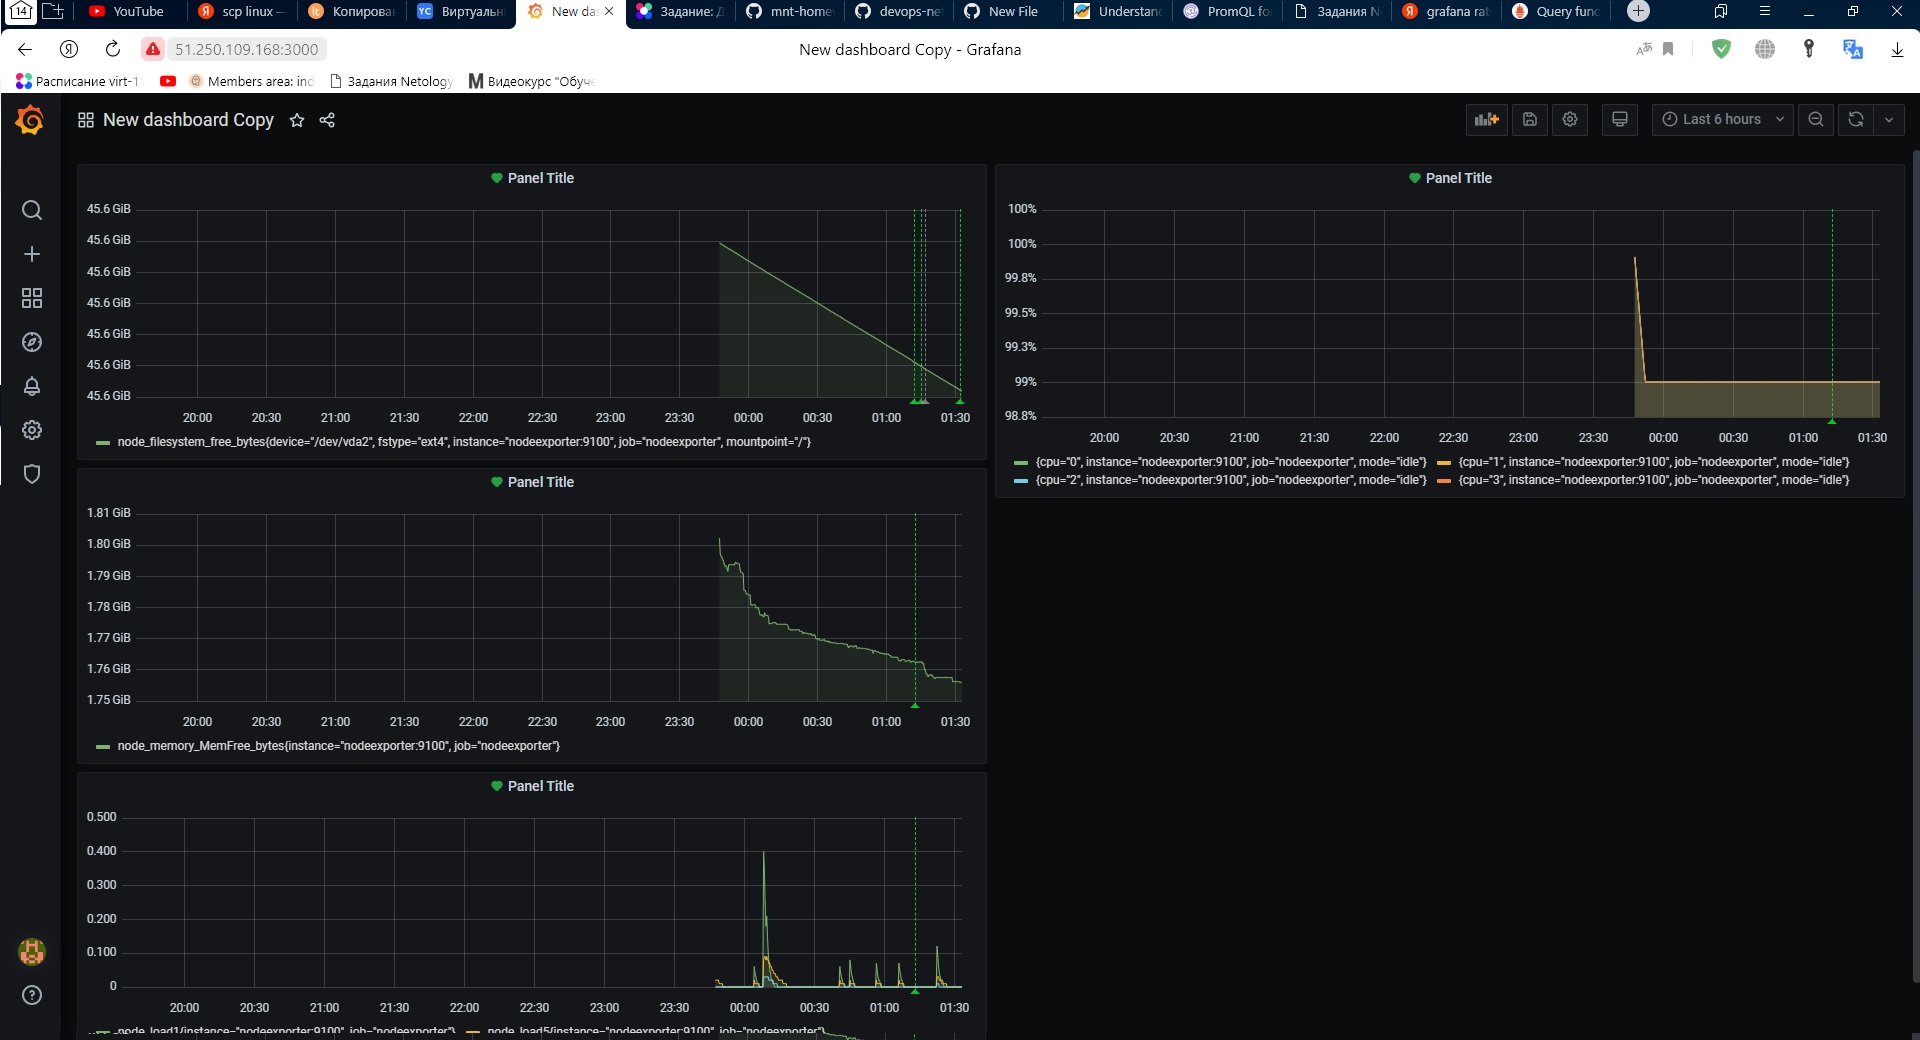 14 YouTube scp linux — Копирова Виртуальн New das Задание: Д mnt-home devops-ne New File Understan PromQL fo Задания N grafana rat Query func
51.250.109.168:3000 New dashboard Copy - Grafana
Расписание virt-1 Members area: ind Задания Netology Видеокурс "Обуче
New dashboard Copy Last 6 hours
Panel Title
45.6 GiB
45.6 GiB
45.6 GiB
45.6 GiB
45.6 GiB
45.6 GiB
45.6 GiB
20:00 20:30 21:00 21:30 22:00 22:30 23:00 23:30 00:00 00:30 01:00 01:30
node_filesystem_free_bytes{device="/dev/vda2", fstype="ext4", instance="nodeexporter:9100", job="nodeexporter", mountpoint="/"}
Panel Title
100%
100%
99.8%
99.5%
99.3%
99%
98.8%
20:00 20:30 21:00 21:30 22:00 22:30 23:00 23:30 00:00 00:30 01:00 01:30
{cpu="0", instance="nodeexporter:9100", job="nodeexporter", mode="idle"} {cpu="1", instance="nodeexporter:9100", job="nodeexporter", mode="idle"}
{cpu="2", instance="nodeexporter:9100", job="nodeexporter", mode="idle"} {cpu="3", instance="nodeexporter:9100", job="nodeexporter", mode="idle"}
Panel Title
1.81 GiB
1.80 GiB
1.79 GiB
1.78 GiB
1.77 GiB
1.76 GiB
1.75 GiB
20:00 20:30 21:00 21:30 22:00 22:30 23:00 23:30 00:00 00:30 01:00 01:30
node_memory_MemFree_bytes{instance="nodeexporter:9100", job="nodeexporter"}
Panel Title
0.500
0.400
0.300
0.200
0.100
0
20:00 20:30 21:00 21:30 22:00 22:30 23:00 23:30 00:00 00:30 01:00 01:30
node_load1{instance="nodeexporter:9100", job="nodeexporter"} node_load5{instance="nodeexporter:9100", job="nodeexporter"}